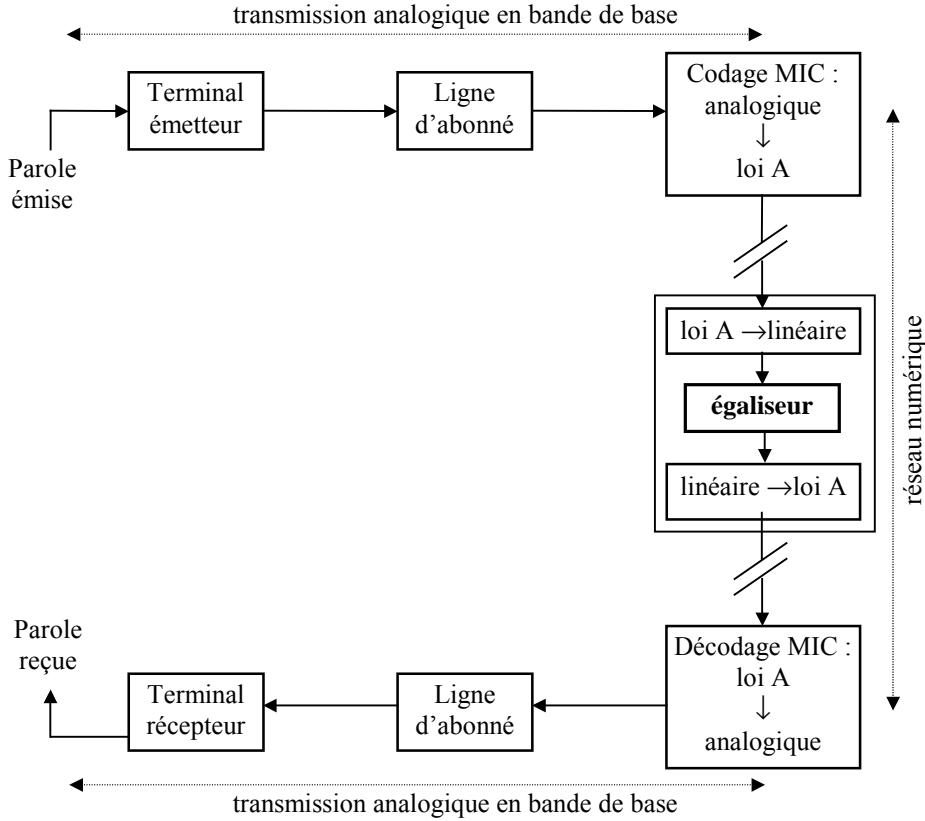 transmission analogique en bande de base
Terminal
émetteur
Ligne
d'abonné
Codage MIC :
analogique
↓
loi A
Parole
émise
loi A →linéaire
égaliseur
linéaire →loi A
réseau numérique
Décodage MIC :
loi A
↓
analogique
Ligne
d'abonné
Terminal
récepteur
Parole
reçue
transmission analogique en bande de base